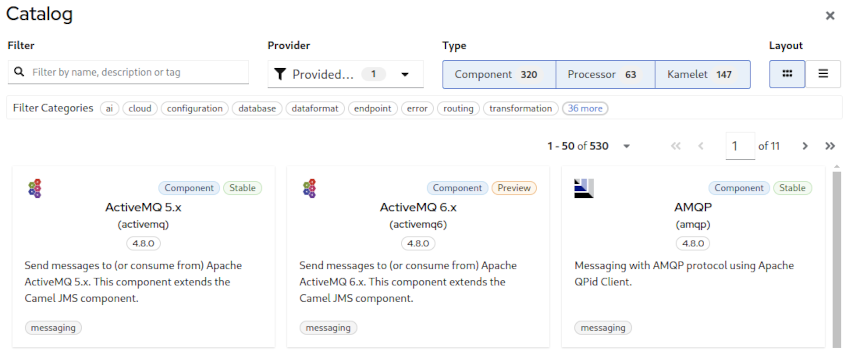 Catalog
Filter
Provider
Type
Layout
Filter by name, description or tag
Provided... 1
Component 320
Processor 63
Kamelet 147
Filter Categories ai cloud configuration database dataformat endpoint error routing transformation 36 more
1 - 50 of 530
1 of 11
Component Stable
ActiveMQ 5.x
(activemq)
4.8.0
Send messages to (or consume from) Apache
ActiveMQ 5.x. This component extends the
Camel JMS component.
messaging
Component Preview
ActiveMQ 6.x
(activemq6)
4.8.0
Send messages to (or consume from) Apache
ActiveMQ 6.x. This component extends the
Camel JMS component.
messaging
Component Stable
AMQP
(amqp)
4.8.0
Messaging with AMQP protocol using Apache
QPid Client.
messaging